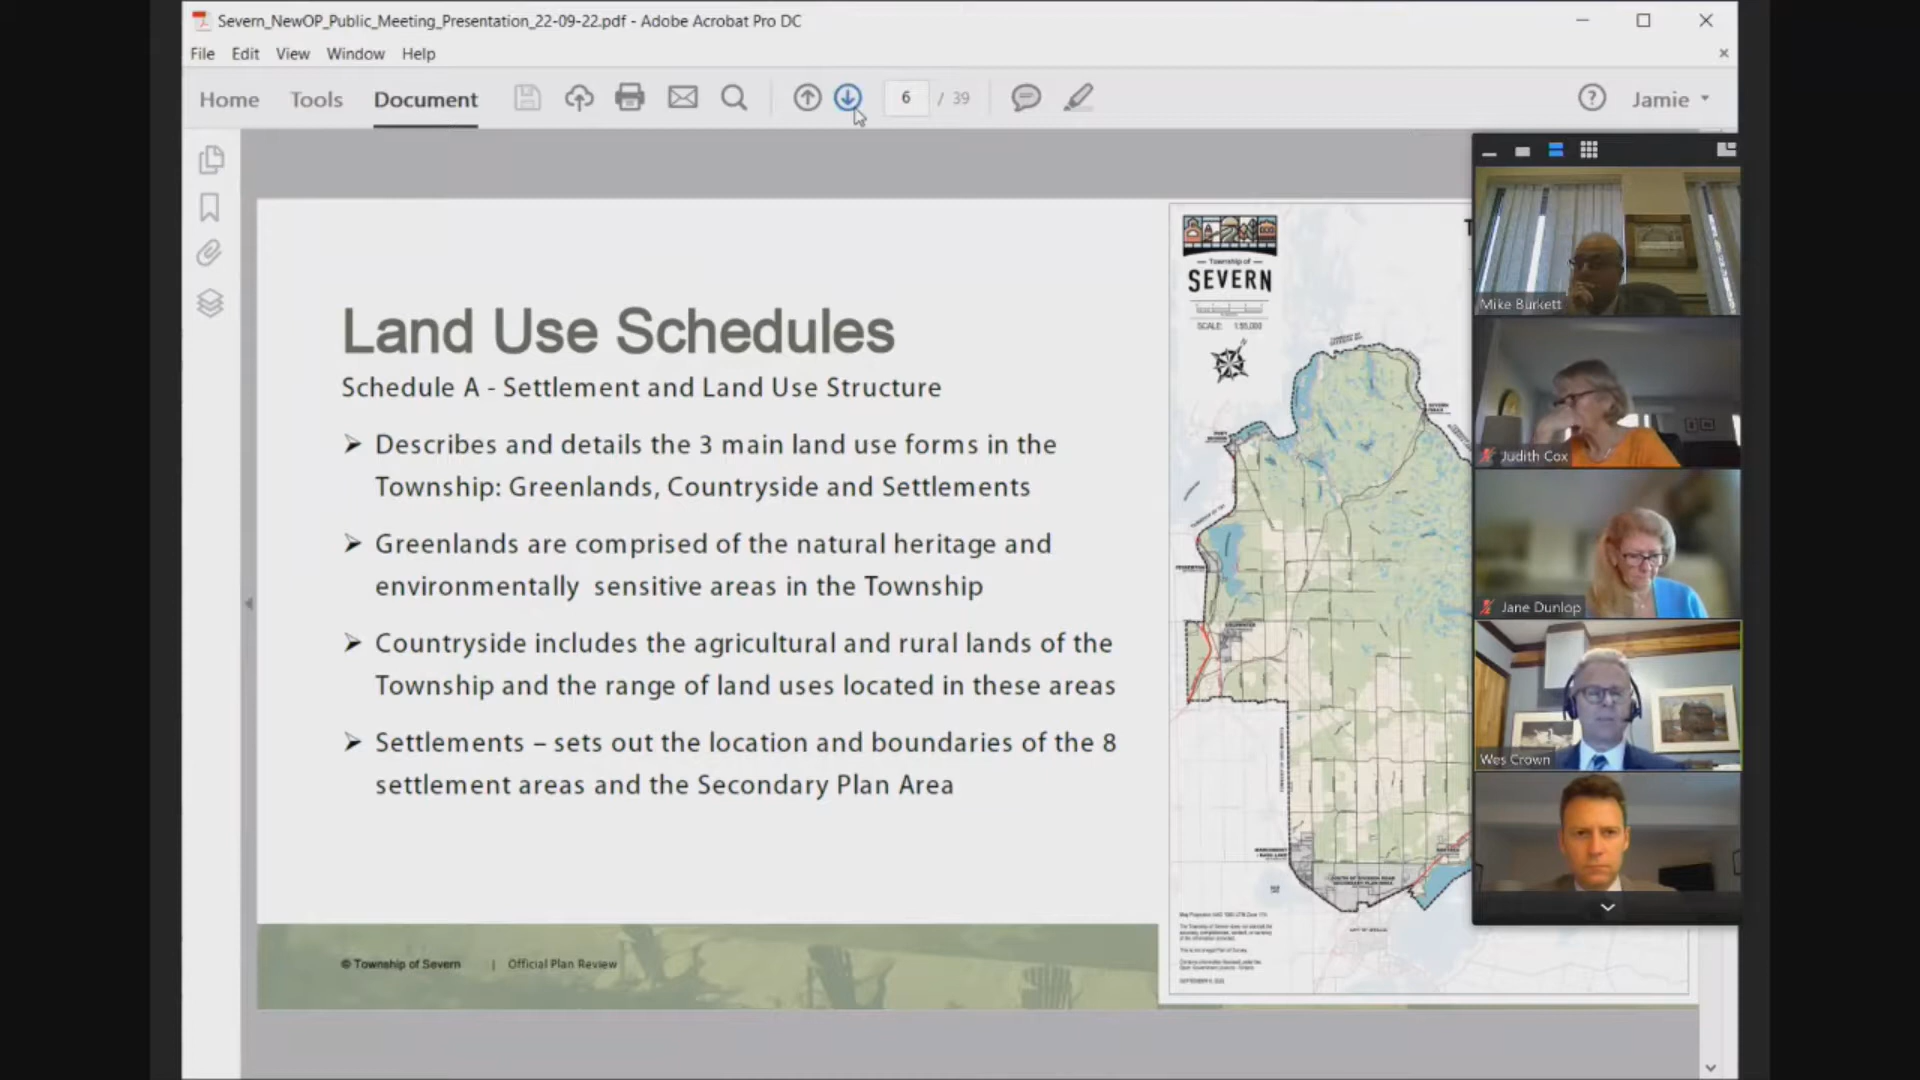 Severn_NewOP_Public_Meeting_Presentation_22-09-22.pdf - Adobe Acrobat Pro DC
File Edit View Window Help
Home Tools Document 6 / 39 Jamie
Township of
SEVERN
SCALE: 1:55,000
Land Use Schedules
Schedule A - Settlement and Land Use Structure
➢ Describes and details the 3 main land use forms in the
Township: Greenlands, Countryside and Settlements
➢ Greenlands are comprised of the natural heritage and
environmentally sensitive areas in the Township
➢ Countryside includes the agricultural and rural lands of the
Township and the range of land uses located in these areas
➢ Settlements – sets out the location and boundaries of the 8
settlement areas and the Secondary Plan Area
© Township of Severn | Official Plan Review
Mike Burkett
Judith Cox
Jane Dunlop
Wes Crown